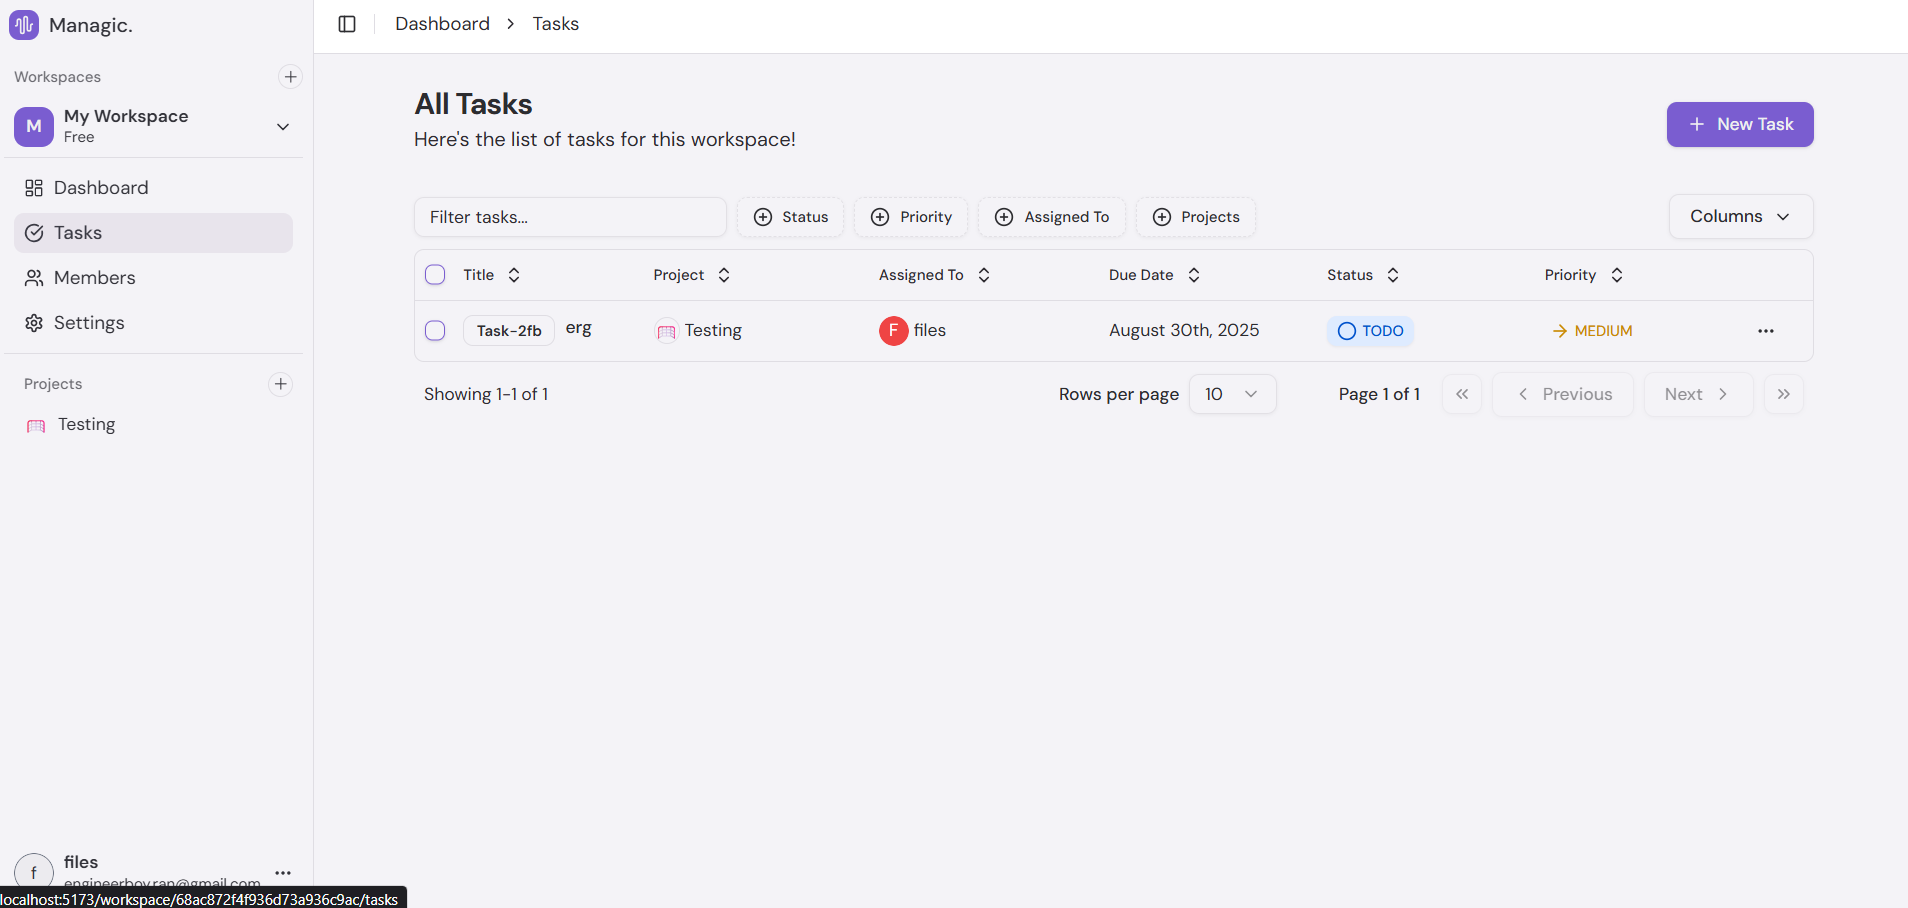 Managic.
Dashboard > Tasks
Workspaces
M
My Workspace
Free
Dashboard
Tasks
Members
Settings
Projects
Testing
All Tasks
Here's the list of tasks for this workspace!
New Task
Filter tasks...
Status
Priority
Assigned To
Projects
Columns
Title
Project
Assigned To
Due Date
Status
Priority
Task-2fb
erg
Testing
F
files
August 30th, 2025
TODO
MEDIUM
Showing 1-1 of 1
Rows per page
10
Page 1 of 1
Previous
Next
f
files
engineerboy.ran@gmail.com
localhost:5173/workspace/68ac872f4f936d73a936c9ac/tasks